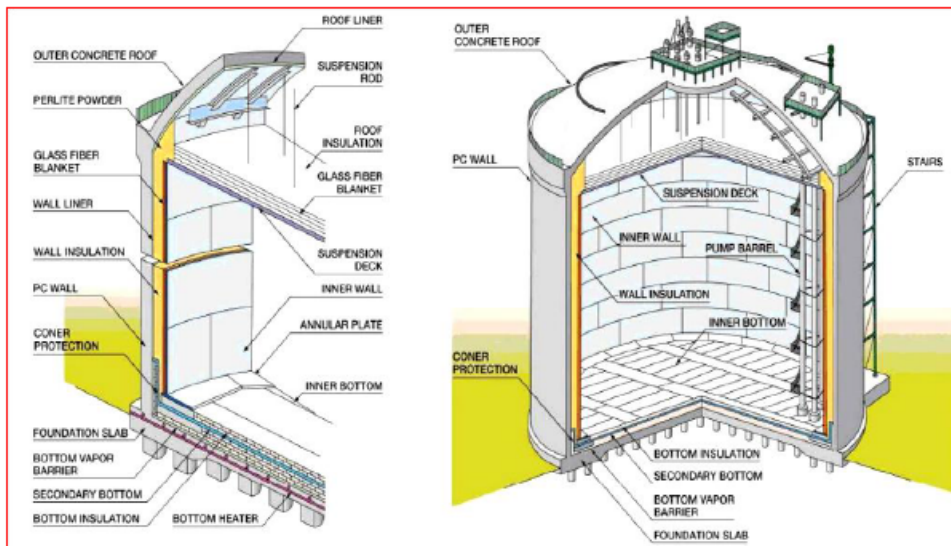 ROOF LINER
OUTER CONCRETE ROOF
SUSPENSION
ROD
PERLITE POWDER
ROOF
INSULATION
GLASS FIBER
BLANKET
GLASS FIBER
BLANKET
WALL LINER
WALL INSULATION
SUSPENSION
DECK
PC WALL
INNER WALL
ANNULAR PLATE
CONER
PROTECTION
INNER BOTTOM
FOUNDATION SLAB
BOTTOM VAPOR
BARRIER
SECONDARY BOTTOM
BOTTOM INSULATION
BOTTOM HEATER
OUTER
CONCRETE ROOF
PC WALL
STAIRS
SUSPENSION DECK
INNER WALL
PUMP BARREL
WALL INSULATION
INNER BOTTOM
CONER
PROTECTION
BOTTOM INSULATION
SECONDARY BOTTOM
BOTTOM VAPOR
BARRIER
FOUNDATION SLAB